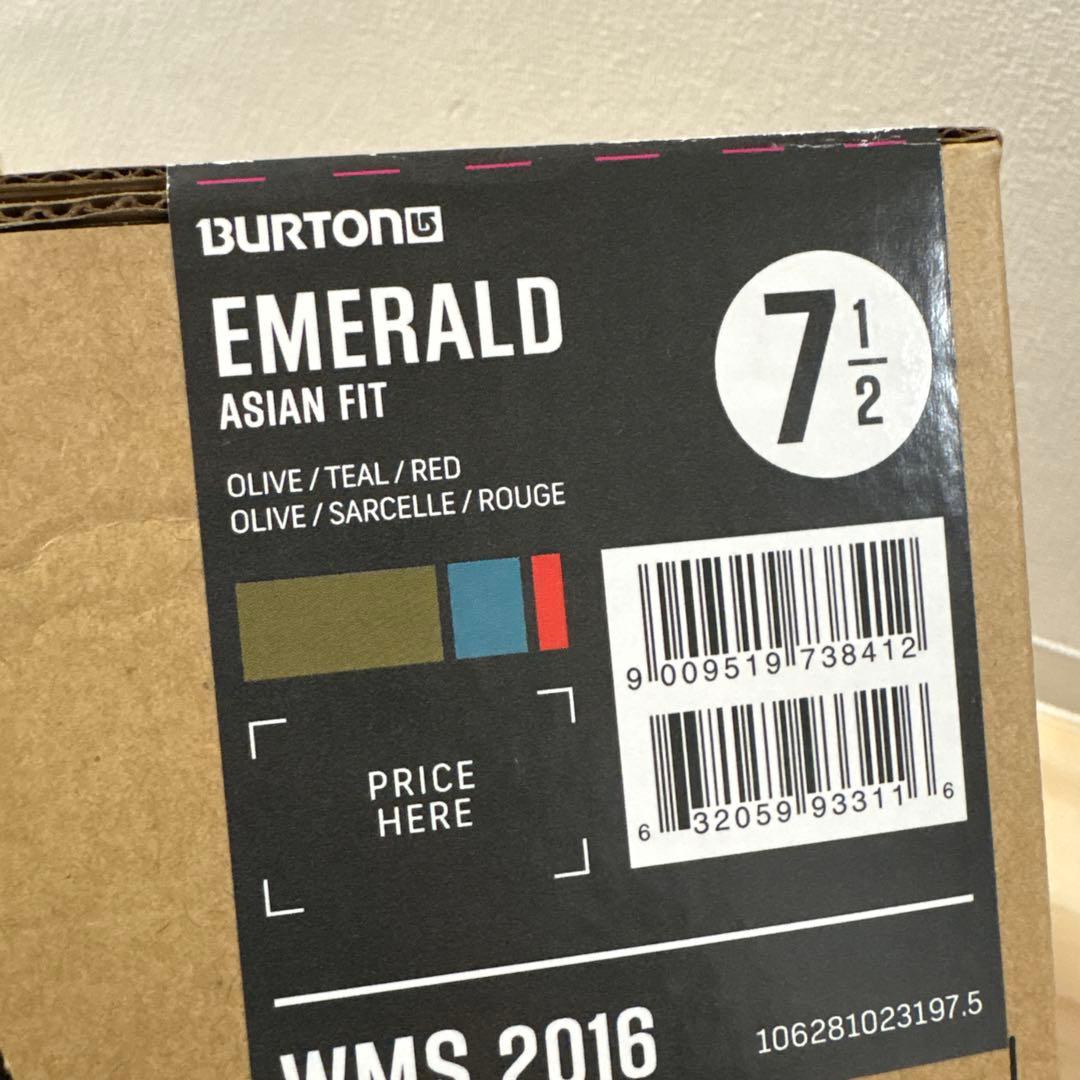 BURTON
EMERALD
ASIAN FIT
7 1/2
OLIVE / TEAL / RED
OLIVE / SARCELLE / ROUGE
9 009519 738412
6 32059 93311 6
PRICE
HERE
WMS 2016
106281023197.5